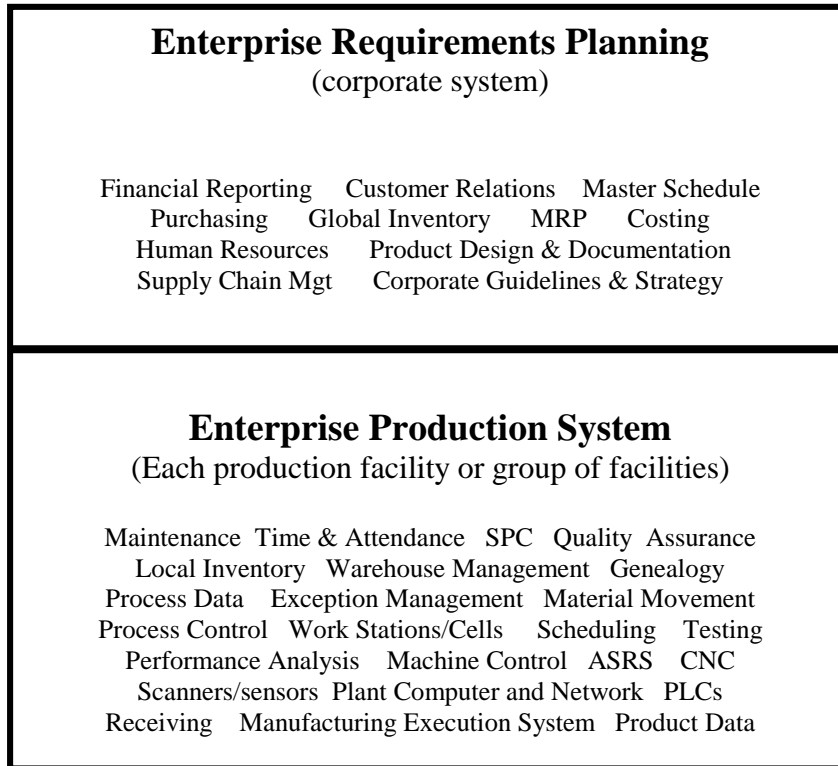 Enterprise Requirements Planning
(corporate system)
Financial Reporting Customer Relations Master Schedule
Purchasing Global Inventory MRP Costing
Human Resources Product Design & Documentation
Supply Chain Mgt Corporate Guidelines & Strategy
Enterprise Production System
(Each production facility or group of facilities)
Maintenance Time & Attendance SPC Quality Assurance
Local Inventory Warehouse Management Genealogy
Process Data Exception Management Material Movement
Process Control Work Stations/Cells Scheduling Testing
Performance Analysis Machine Control ASRS CNC
Scanners/sensors Plant Computer and Network PLCs
Receiving Manufacturing Execution System Product Data